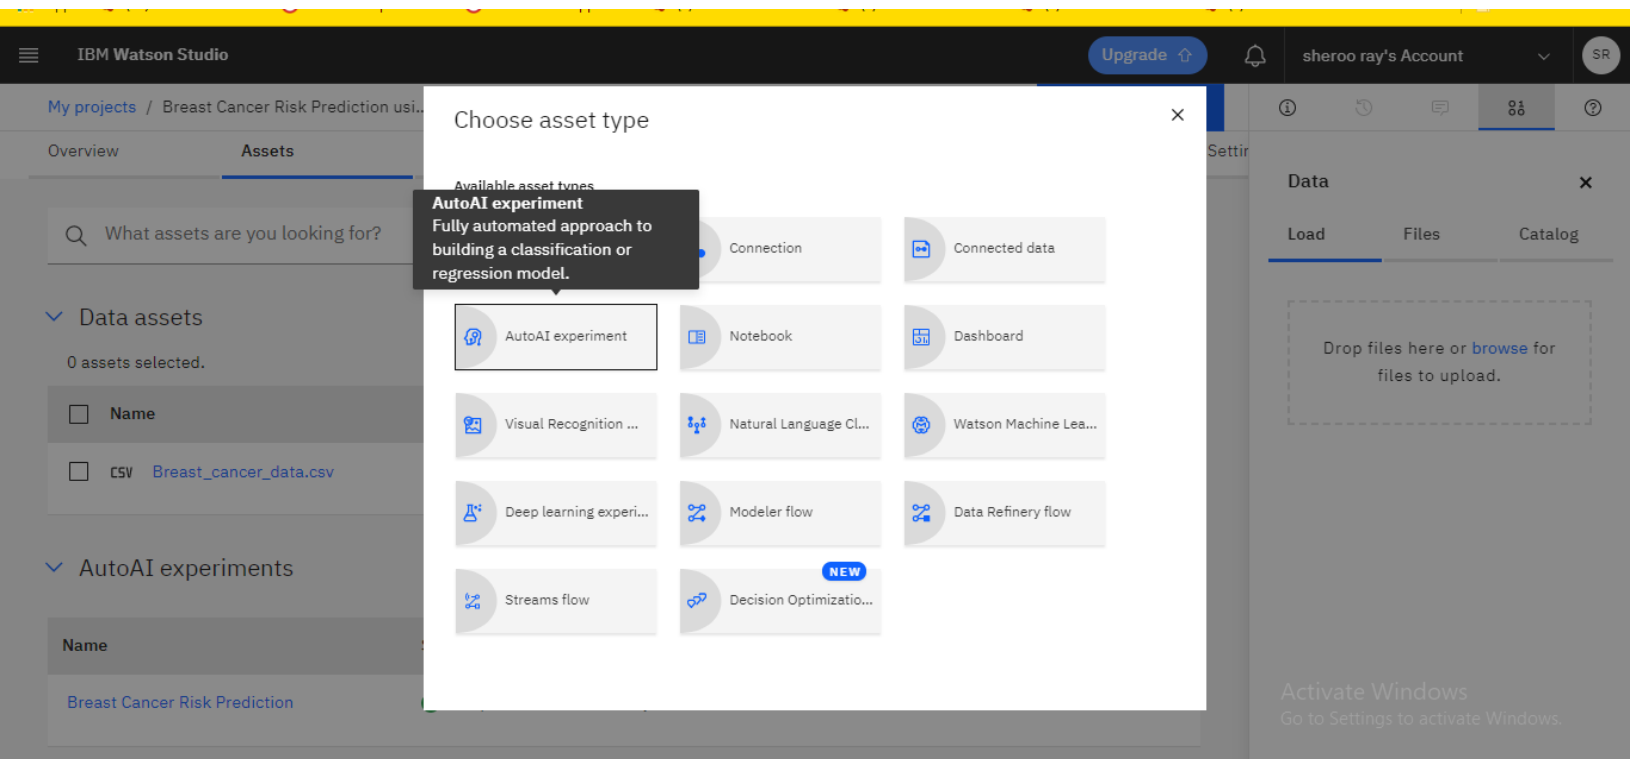 IBM Watson Studio
Upgrade
sheroo ray's Account
SR
My projects / Breast Cancer Risk Prediction usi...
Overview
Assets
Settin
What assets are you looking for?
Data assets
0 assets selected.
Name
CSV Breast_cancer_data.csv
AutoAI experiments
Name
Breast Cancer Risk Prediction
Choose asset type
Available asset types
AutoAI experiment
Fully automated approach to
building a classification or
regression model.
Connection
Connected data
AutoAI experiment
Notebook
Dashboard
Visual Recognition ...
Natural Language Cl...
Watson Machine Lea...
Deep learning experi...
Modeler flow
Data Refinery flow
Streams flow
NEW
Decision Optimizatio...
Data
Load
Files
Catalog
Drop files here or browse for
files to upload.
Activate Windows
Go to Settings to activate Windows.